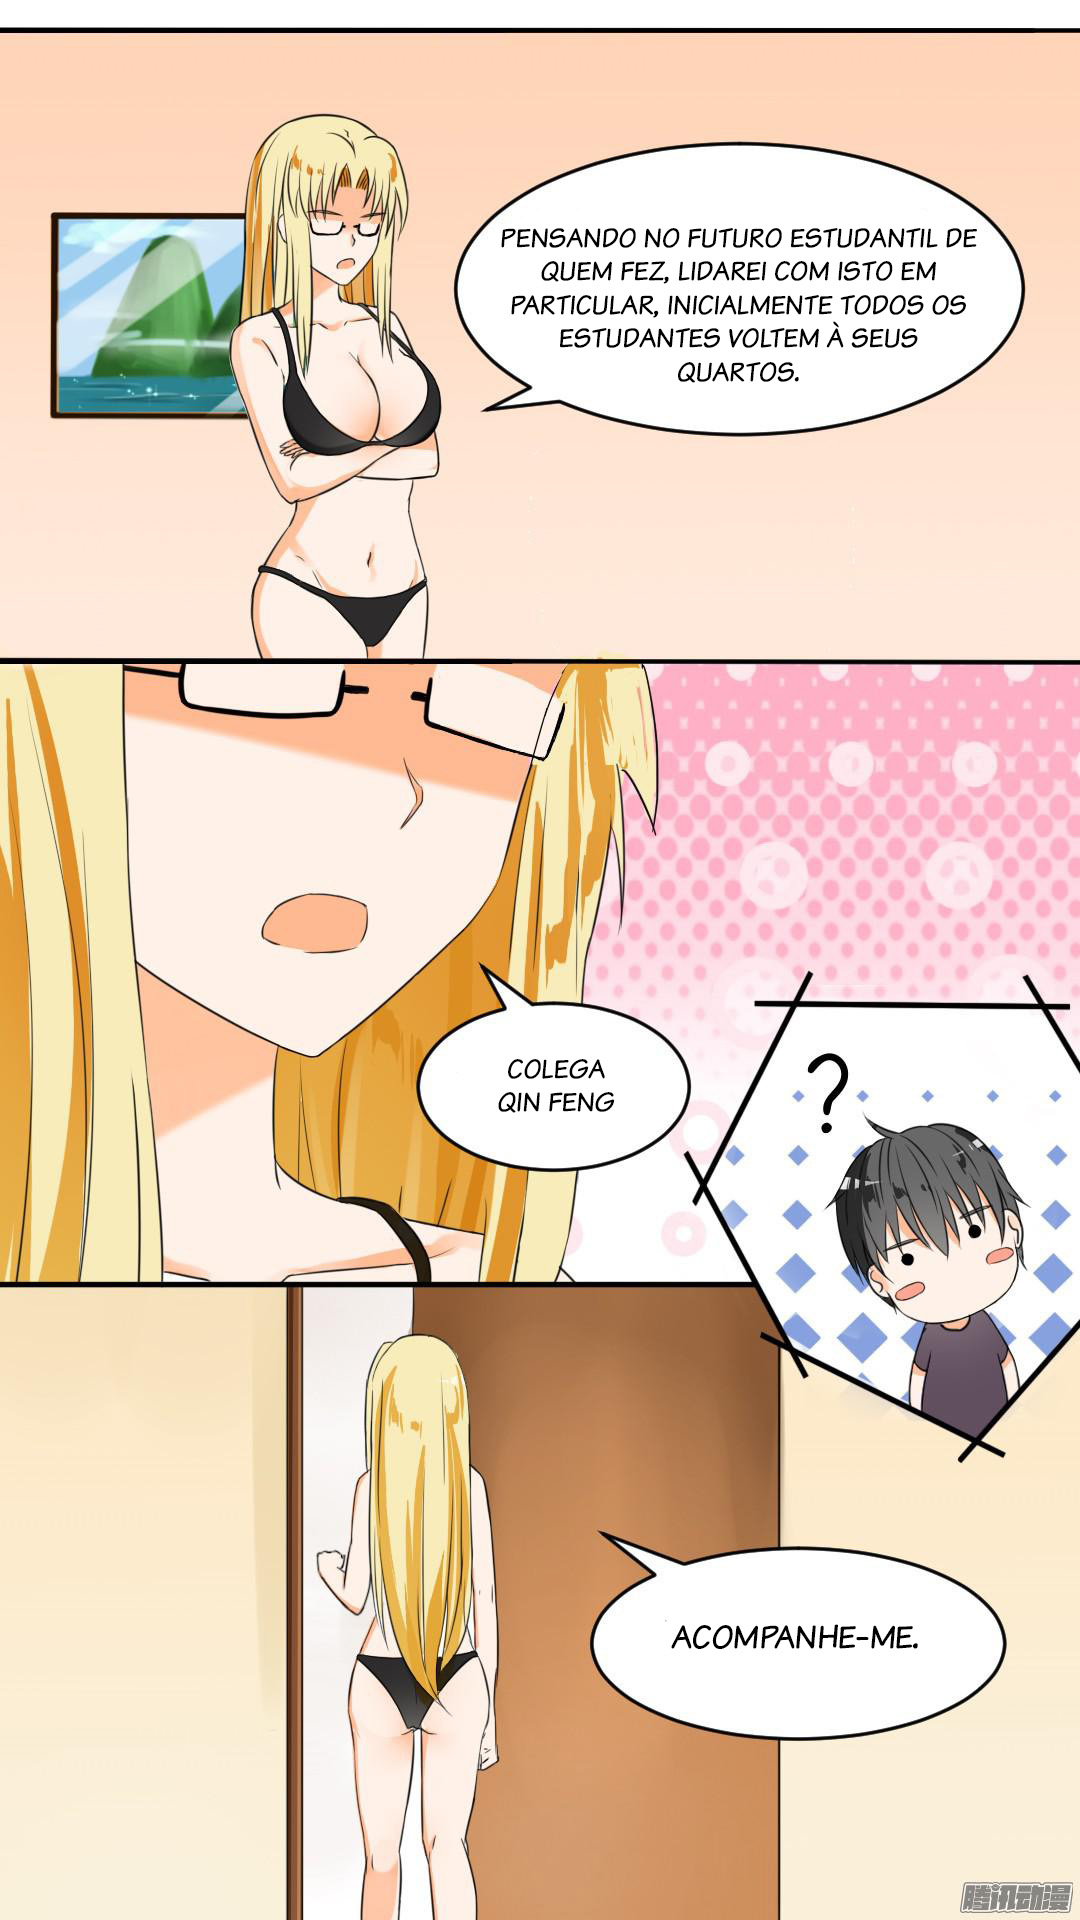 PENSANDO NO FUTURO ESTUDANTIL DE
QUEM FEZ, LIDAREI COM ISTO EM
PARTICULAR, INICIALMENTE TODOS OS
ESTUDANTES VOLTEM À SEUS
QUARTOS.
COLEGA
QIN FENG
?
ACOMPANHE-ME.
腾讯动漫